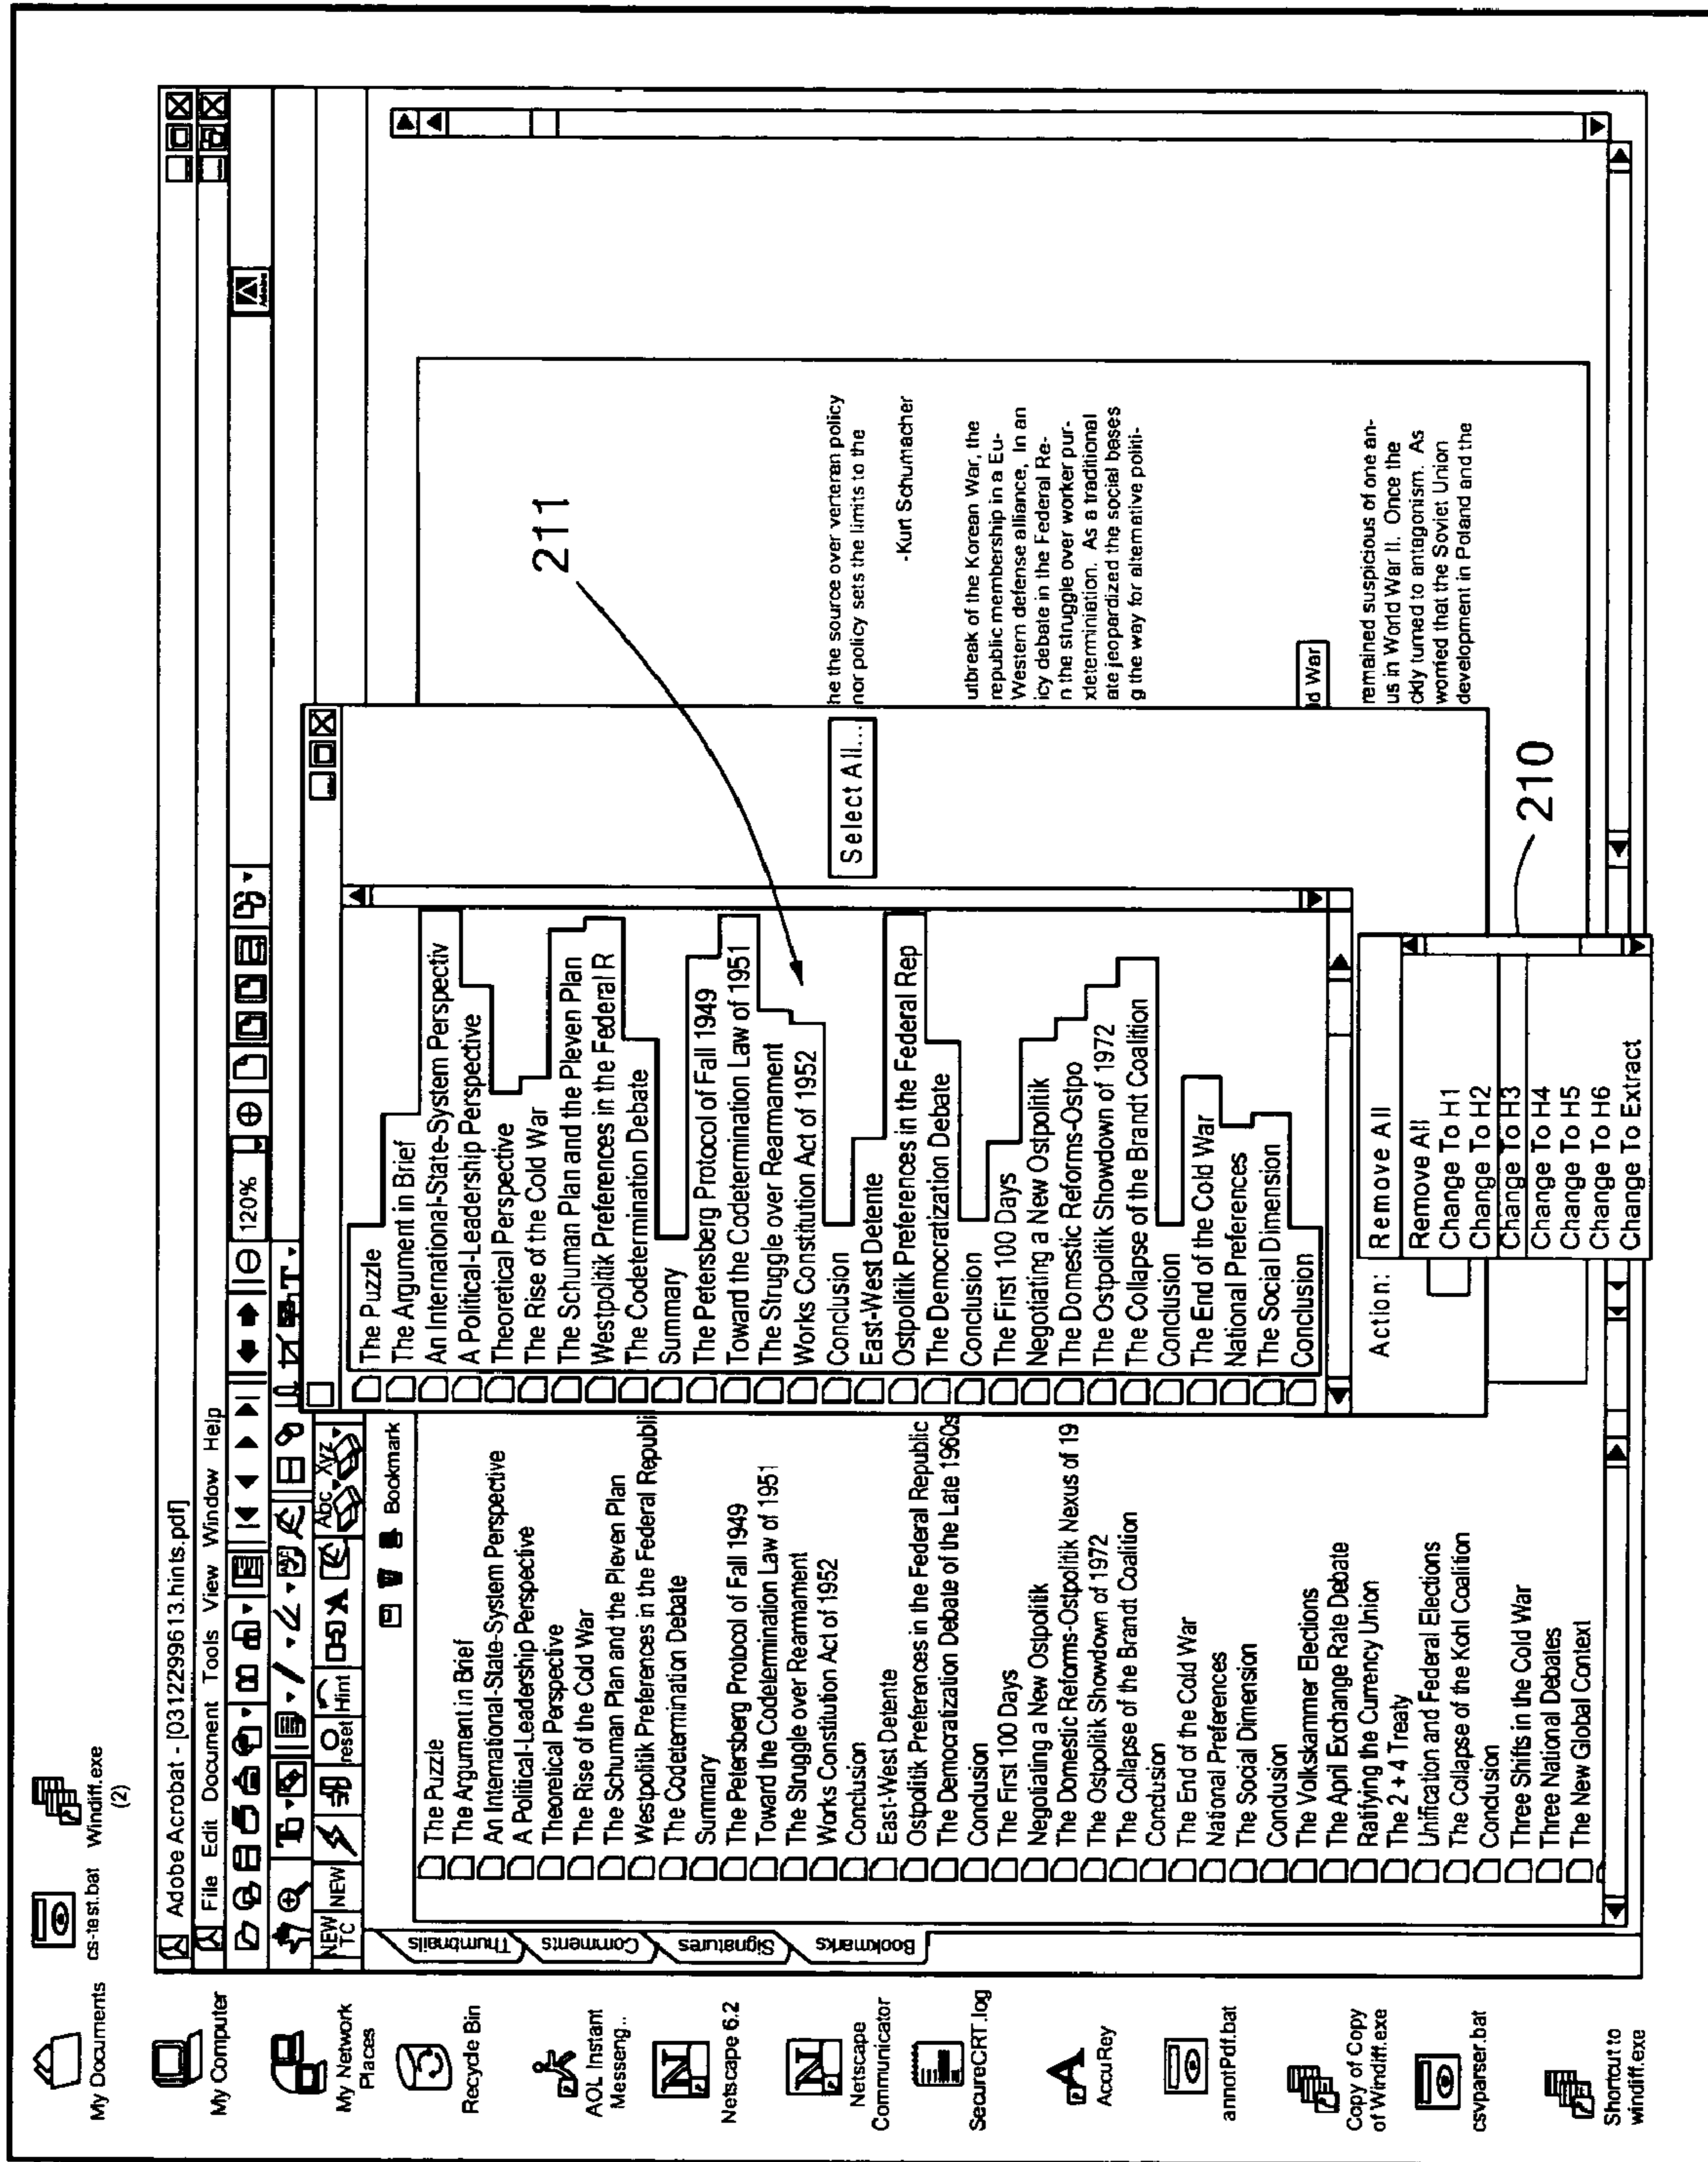 My Documents
cs-test.bat
Windiff.exe
(2)
My Computer
My Network
Places
Recycle Bin
AOL Instant
Messeng..
Netscape 6.2
Netscape
Communicator
SecureCRT.log
AccuRey
annotPdf.bat
Copy of Copy
of Windiff.exe
csvparser.bat
Shortcut to
windiff.exe
Adobe Acrobat - [0312299613.hints.pdf]
File Edit Document Tools View Window Help
120%
Adobe
NEW TC
NEW
reset
Hint
Abc
Xyz
Thumbnails
Comments
Signatures
Bookmarks
Bookmark
The Puzzle
The Argument in Brief
An International-State-System Perspective
A Political-Leadership Perspective
Theoretical Perspective
The Rise of the Cold War
The Schuman Plan and the Pleven Plan
Westpolitik Preferences in the Federal Republi
The Codetermination Debate
Summary
The Petersberg Protocol of Fall 1949
Toward the Codetermination Law of 1951
The Struggle over Rearmament
Works Constitution Act of 1952
Conclusion
East-West Detente
Ostpolitik Preferences in the Federal Republic
The Democratization Debate of the Late 1960s
Conclusion
The First 100 Days
Negotiating a New Ostpolitik
The Domestic Reforms-Ostpolitik Nexus of 19
The Ostpolitik Showdown of 1972
The Collapse of the Brandt Coalition
Conclusion
The End of the Cold War
National Preferences
The Social Dimension
Conclusion
The Volkskammer Elections
The April Exchange Rate Debate
Ratifying the Currency Union
The 2 + 4 Treaty
Unification and Federal Elections
The Collapse of the Kohl Coalition
Conclusion
Three Shifts in the Cold War
Three National Debates
The New Global Context
The Puzzle
The Argument in Brief
An International-State-System Perspectiv
A Political-Leadership Perspective
Theoretical Perspective
The Rise of the Cold War
The Schuman Plan and the Pleven Plan
Westpolitik Preferences in the Federal R
The Codetermination Debate
Summary
The Petersberg Protocol of Fall 1949
Toward the Codetermination Law of 1951
The Struggle over Rearmament
Works Constitution Act of 1952
Conclusion
East-West Detente
Ostpolitik Preferences in the Federal Rep
The Democratization Debate
Conclusion
The First 100 Days
Negotiating a New Ostpolitik
The Domestic Reforms-Ostpo
The Ostpolitik Showdown of 1972
The Collapse of the Brandt Coalition
Conclusion
The End of the Cold War
National Preferences
The Social Dimension
Conclusion
Select All...
Action:
Remove All
Remove All
Change To H1
Change To H2
Change To H3
Change To H4
Change To H5
Change To H6
Change To Extract
211
210
he the source over verteran policy
nor policy sets the limits to the
-Kurt Schumacher
utbreak of the Korean War, the
republic membership in a Eu-
Western defense alliance, In an
icy debate in the Federal Re-
n the struggle over worker pur-
xleterminiation. As a traditional
ate jeopardized the social bases
g the way for alternative politi-
ld War
remained suspicious of one an-
us in World War II. Once the
ckly turned to antagonism. As
worried that the Soviet Union
development in Poland and the